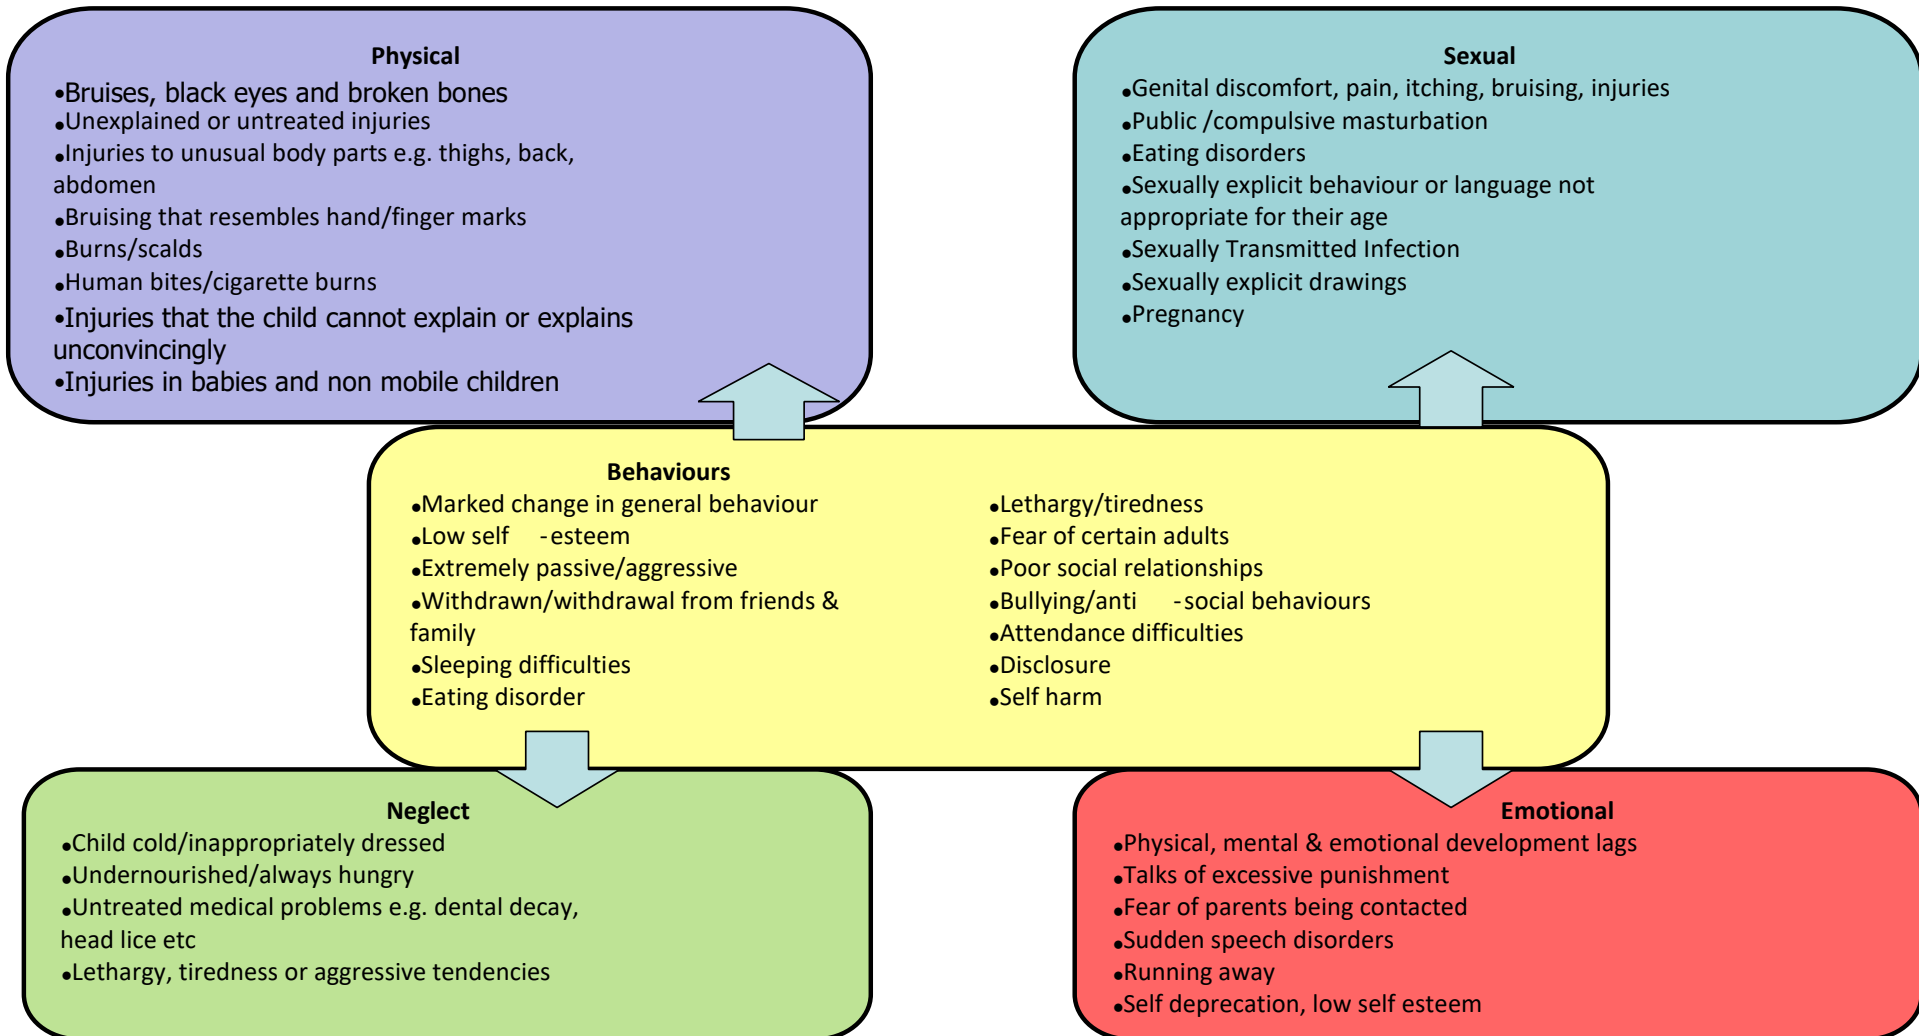 Physical
•Bruises, black eyes and broken bones
•Unexplained or untreated injuries
•Injuries to unusual body parts e.g. thighs, back,
abdomen
•Bruising that resembles hand/finger marks
•Burns/scalds
•Human bites/cigarette burns
•Injuries that the child cannot explain or explains
unconvincingly
•Injuries in babies and non mobile children
Sexual
•Genital discomfort, pain, itching, bruising, injuries
•Public /compulsive masturbation
•Eating disorders
•Sexually explicit behaviour or language not
appropriate for their age
•Sexually Transmitted Infection
•Sexually explicit drawings
•Pregnancy
Behaviours
•Marked change in general behaviour
•Low self -esteem
•Extremely passive/aggressive
•Withdrawn/withdrawal from friends &
family
•Sleeping difficulties
•Eating disorder
•Lethargy/tiredness
•Fear of certain adults
•Poor social relationships
•Bullying/anti -social behaviours
•Attendance difficulties
•Disclosure
•Self harm
Neglect
•Child cold/inappropriately dressed
•Undernourished/always hungry
•Untreated medical problems e.g. dental decay,
head lice etc
•Lethargy, tiredness or aggressive tendencies
Emotional
•Physical, mental & emotional development lags
•Talks of excessive punishment
•Fear of parents being contacted
•Sudden speech disorders
•Running away
•Self deprecation, low self esteem